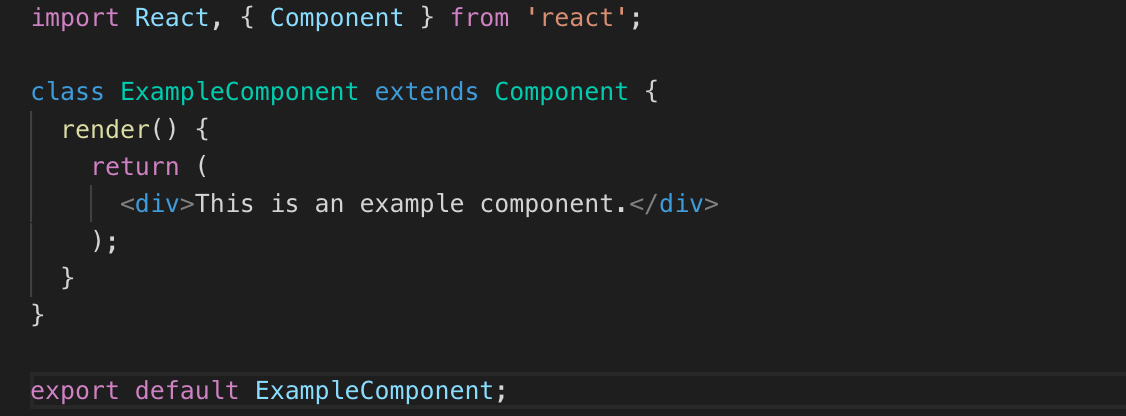 import React, { Component } from 'react';

class ExampleComponent extends Component {
  render() {
    return (
      <div>This is an example component.</div>
    );
  }
}

export default ExampleComponent;